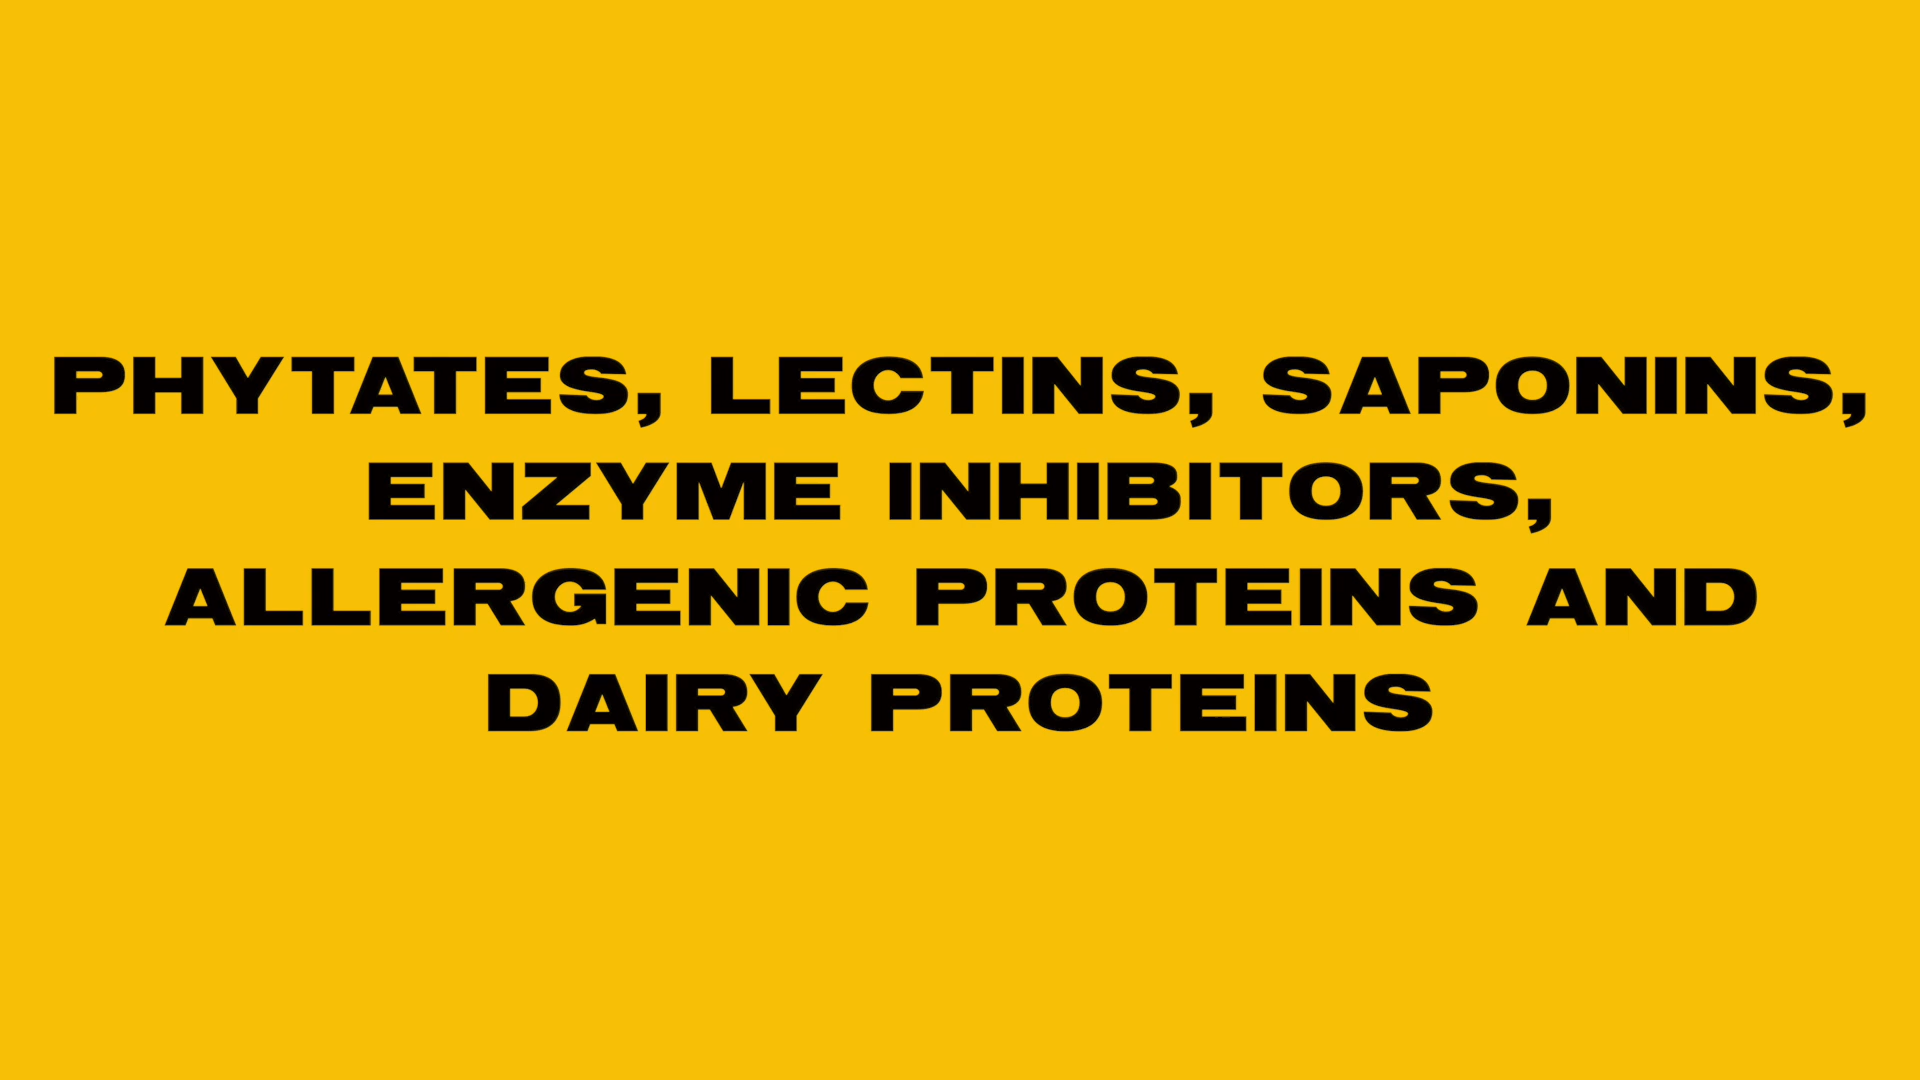 PHYTATES, LECTINS, SAPONINS,
ENZYME INHIBITORS,
ALLERGENIC PROTEINS AND
DAIRY PROTEINS